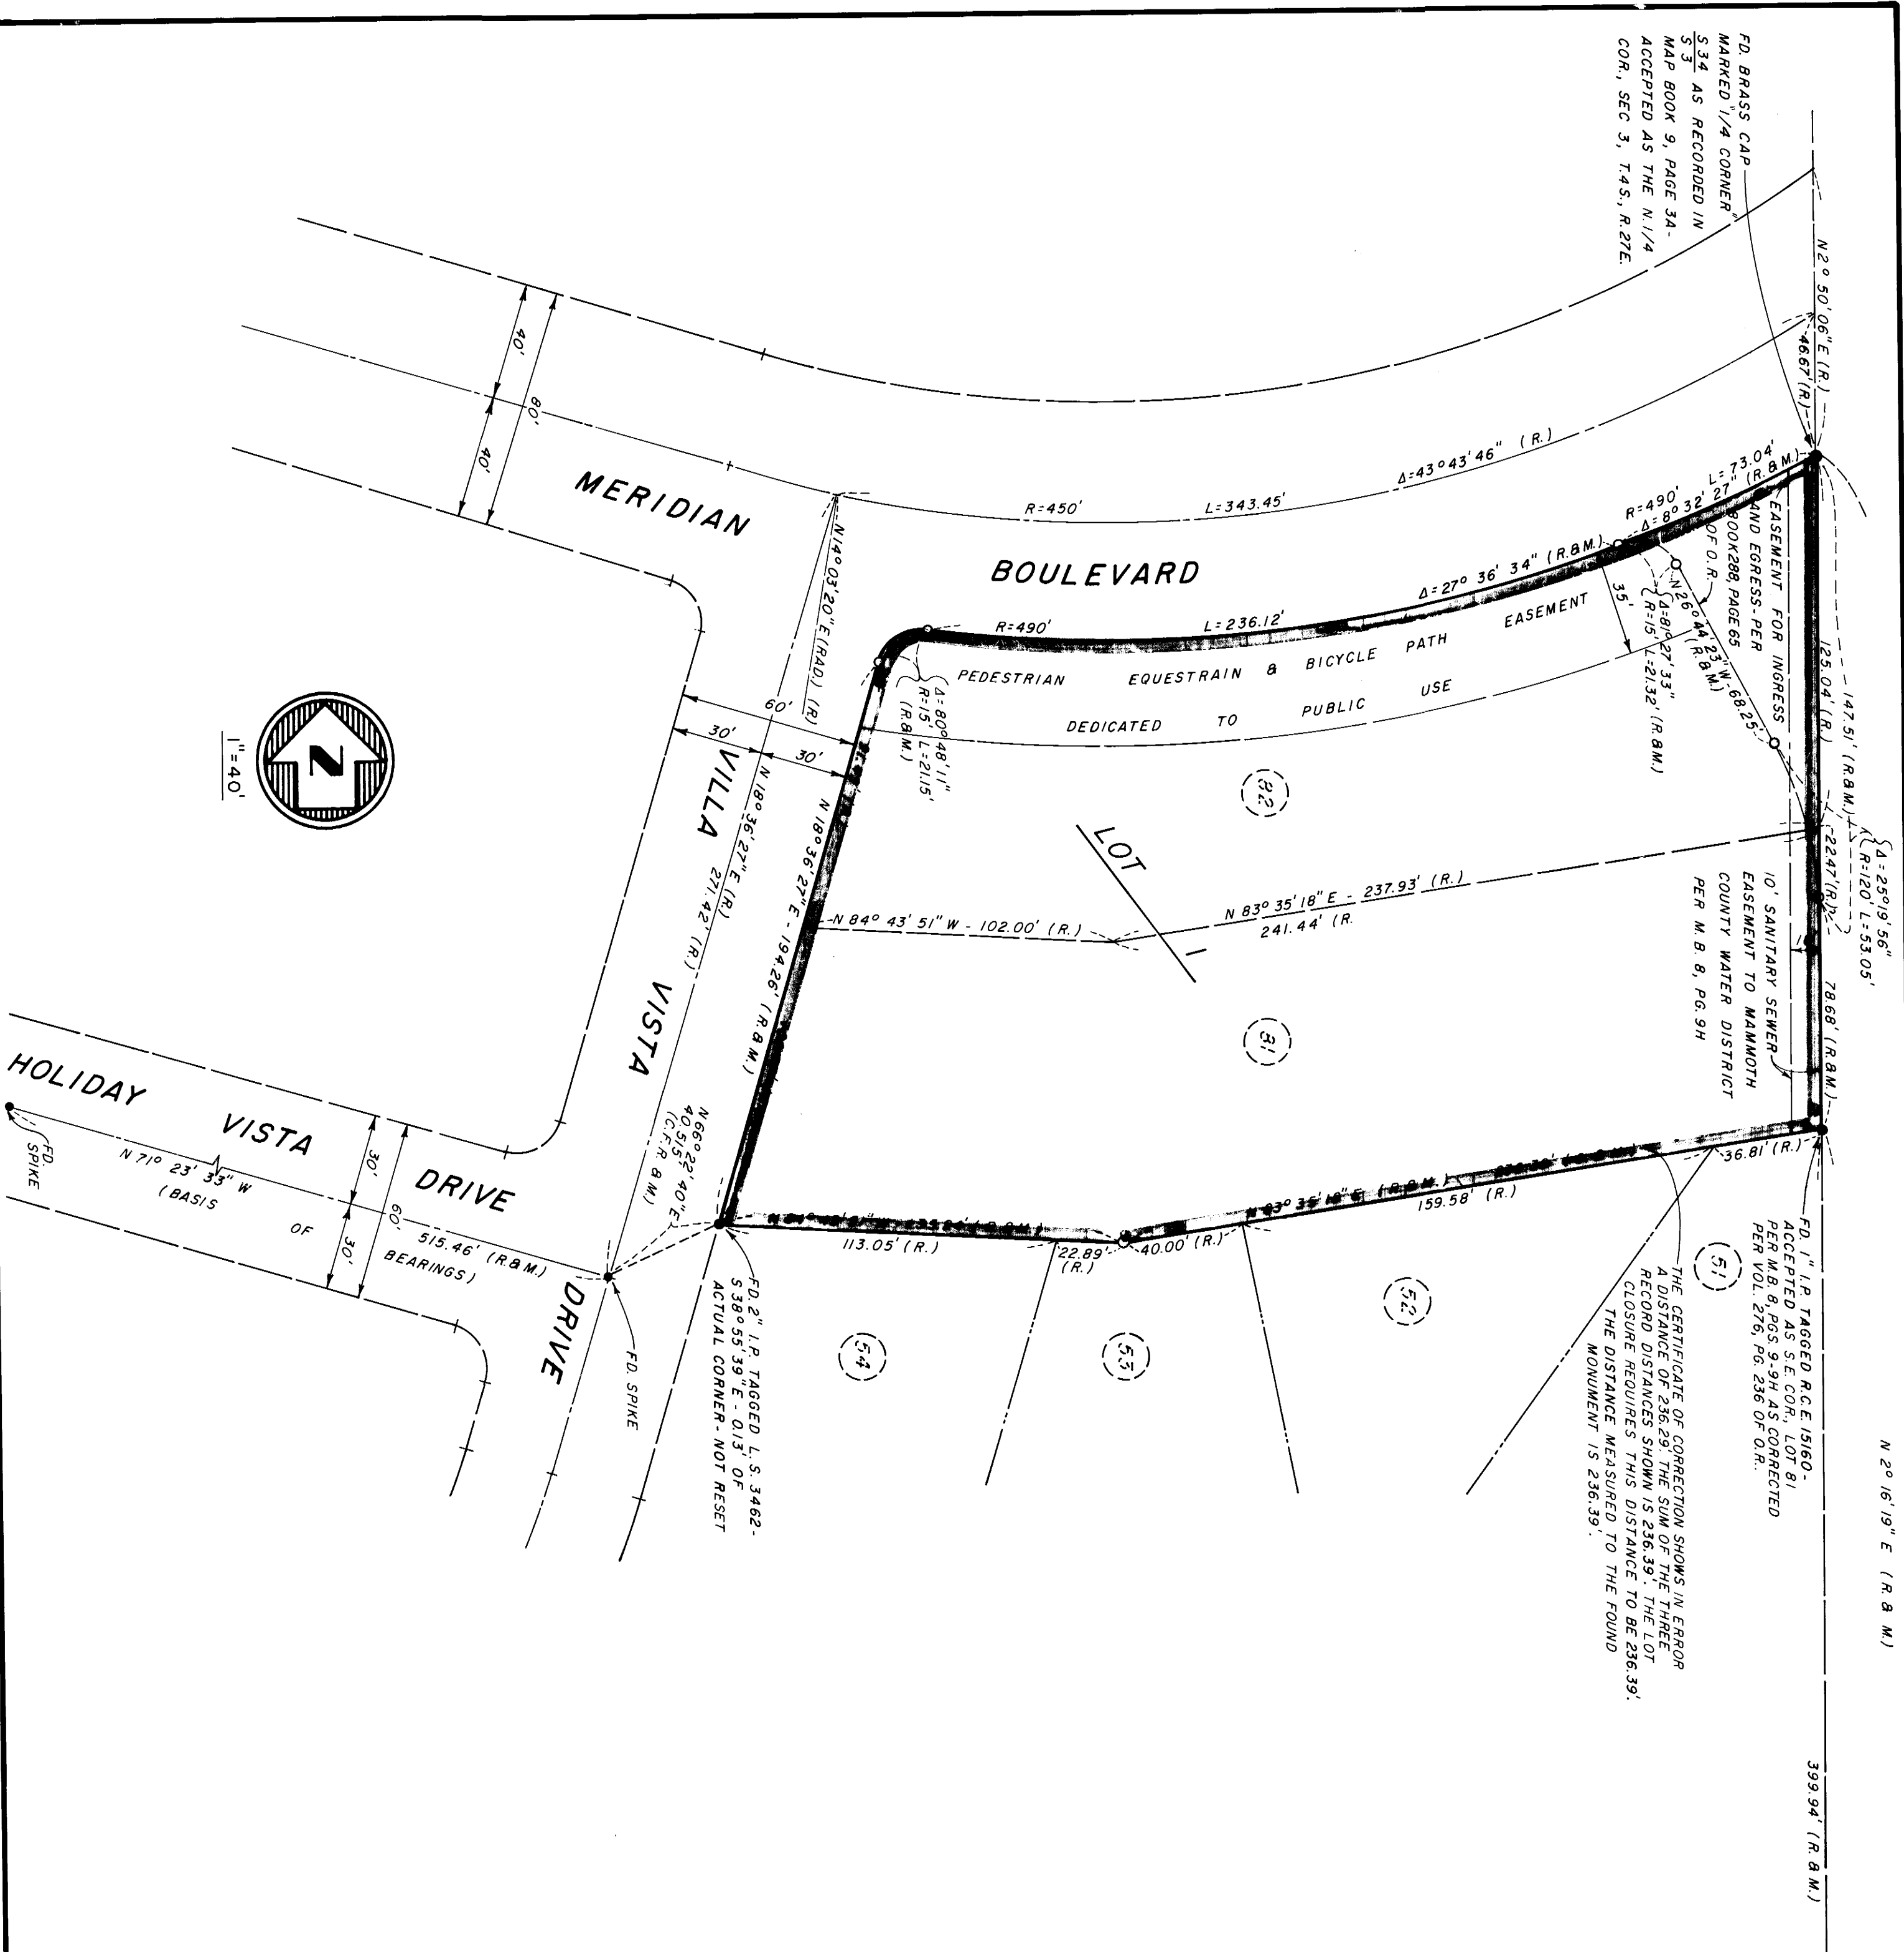 FD. BRASS CAP
MARKED "1/4 CORNER"
S 34 AS RECORDED IN
S 3
MAP BOOK 9, PAGE 3A-
ACCEPTED AS THE N.1/4
COR., SEC 3, T.4S., R.27E.
N 2° 50' 06" E (R.)
46.67' (R.)
Δ=43°43'46" (R.)
L=343.45'
R=450'
L=73.04'
R=490'
Δ=8° 32' 27" (R.&M.)
EASEMENT FOR INGRESS
AND EGRESS-PER
BOOK 288, PAGE 65
OF O.R.
N 26° 44' 23" W - 68.25'
(R.&M.)
Δ=81° 27' 33"
R=15' L=21.32' (R.&M.)
125.04' (R.)
147.51' (R.&M.)
22.47' (R.)
Δ=25°19'56"
R=120' L=53.05'
78.68' (R.&M.)
10' SANITARY SEWER
EASEMENT TO MAMMOTH
COUNTY WATER DISTRICT
PER M.B. 8, PG. 9H
N 2° 16' 19" E (R.&M.)
399.94' (R.&M.)
40'
40'
80'
MERIDIAN
BOULEVARD
N14°03'20"E (RAD.) (R)
R=490'
L=236.12'
Δ=27° 36' 34" (R.&M.)
35'
PEDESTRIAN EQUESTRAIN & BICYCLE PATH EASEMENT
DEDICATED TO PUBLIC USE
Δ=80° 48' 11"
R=15' L=21.15'
(R.&M.)
60'
30'
30'
VILLA VISTA DRIVE
N 18° 36' 27" E (R.)
271.42' (R.)
N 18° 36' 27" E - 194.26' (R.&M.)
82
LOT 1
N 84° 43' 51" W - 102.00' (R.)
N 83° 35' 18" E - 237.93' (R.)
241.44' (R.
81
N
1"=40'
HOLIDAY VISTA DRIVE
FD.
SPIKE
N 71° 23' 33" W
(BASIS OF BEARINGS)
515.46' (R.&M.)
30'
30'
60'
N 66° 22' 40" E
40.515'
(C.F.R.&M.)
FD. SPIKE
113.05' (R.)
22.89'
(R.)
40.00' (R.)
N 83° 35' 18" E (R.&M.)
159.58' (R.)
36.81' (R.)
FD. 2" I.P. TAGGED L.S. 3462-
S 38° 55' 39" E - 0.13' OF
ACTUAL CORNER - NOT RESET
54
53
52
51
FD. 1" I.P. TAGGED R.C.E. 15160-
ACCEPTED AS S.E. COR., LOT 81
PER M.B. 8, PGS. 9-9H AS CORRECTED
PER VOL. 276, PG. 236 OF O.R..
THE CERTIFICATE OF CORRECTION SHOWS IN ERROR
A DISTANCE OF 236.29'. THE SUM OF THE THREE
RECORD DISTANCES SHOWN IS 236.39'. THE LOT
CLOSURE REQUIRES THIS DISTANCE TO BE 236.39'.
THE DISTANCE MEASURED TO THE FOUND
MONUMENT IS 236.39'.